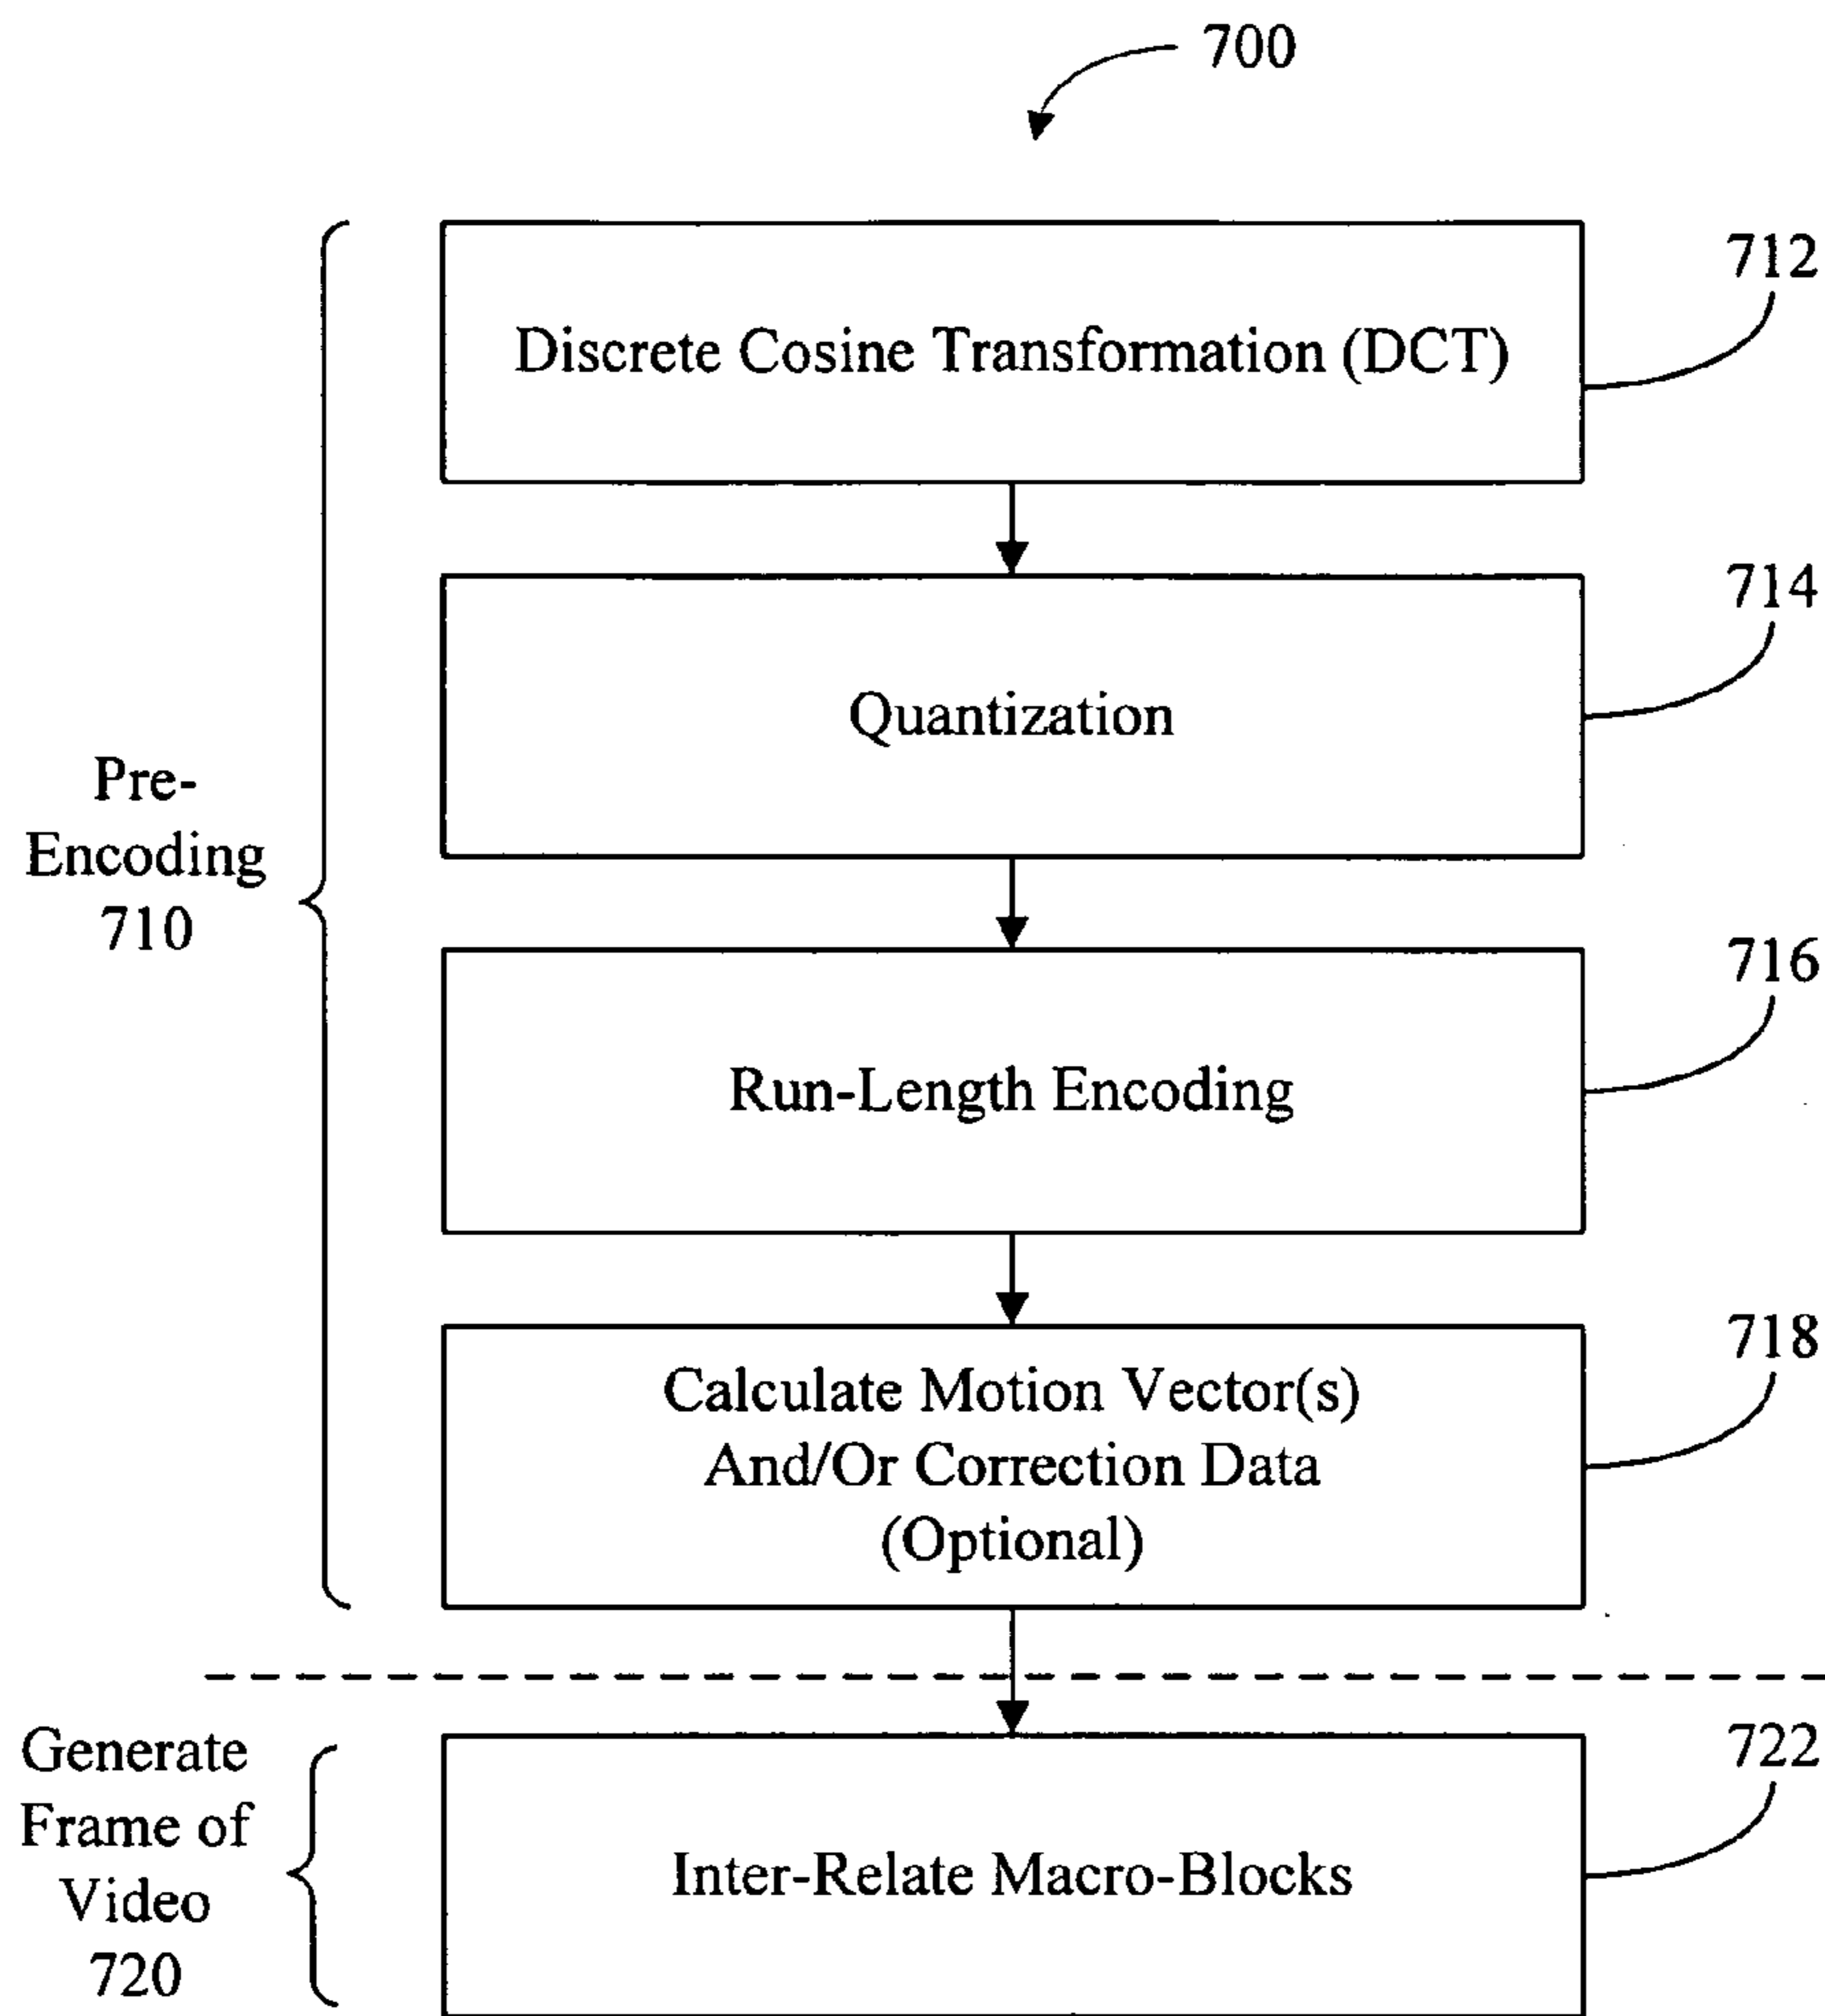 700
Discrete Cosine Transformation (DCT)
712
Quantization
714
Pre-
Encoding
710
Run-Length Encoding
716
Calculate Motion Vector(s)
And/Or Correction Data
(Optional)
718
Generate
Frame of
Video
720
Inter-Relate Macro-Blocks
722